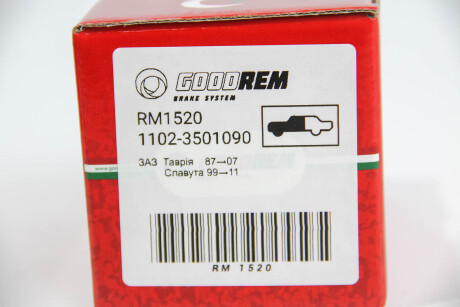 GOODREM
BRAKE SYSTEM
RM1520
1102-3501090
ЗАЗ Таврія 87→07
Славута 99→11
RM 1520